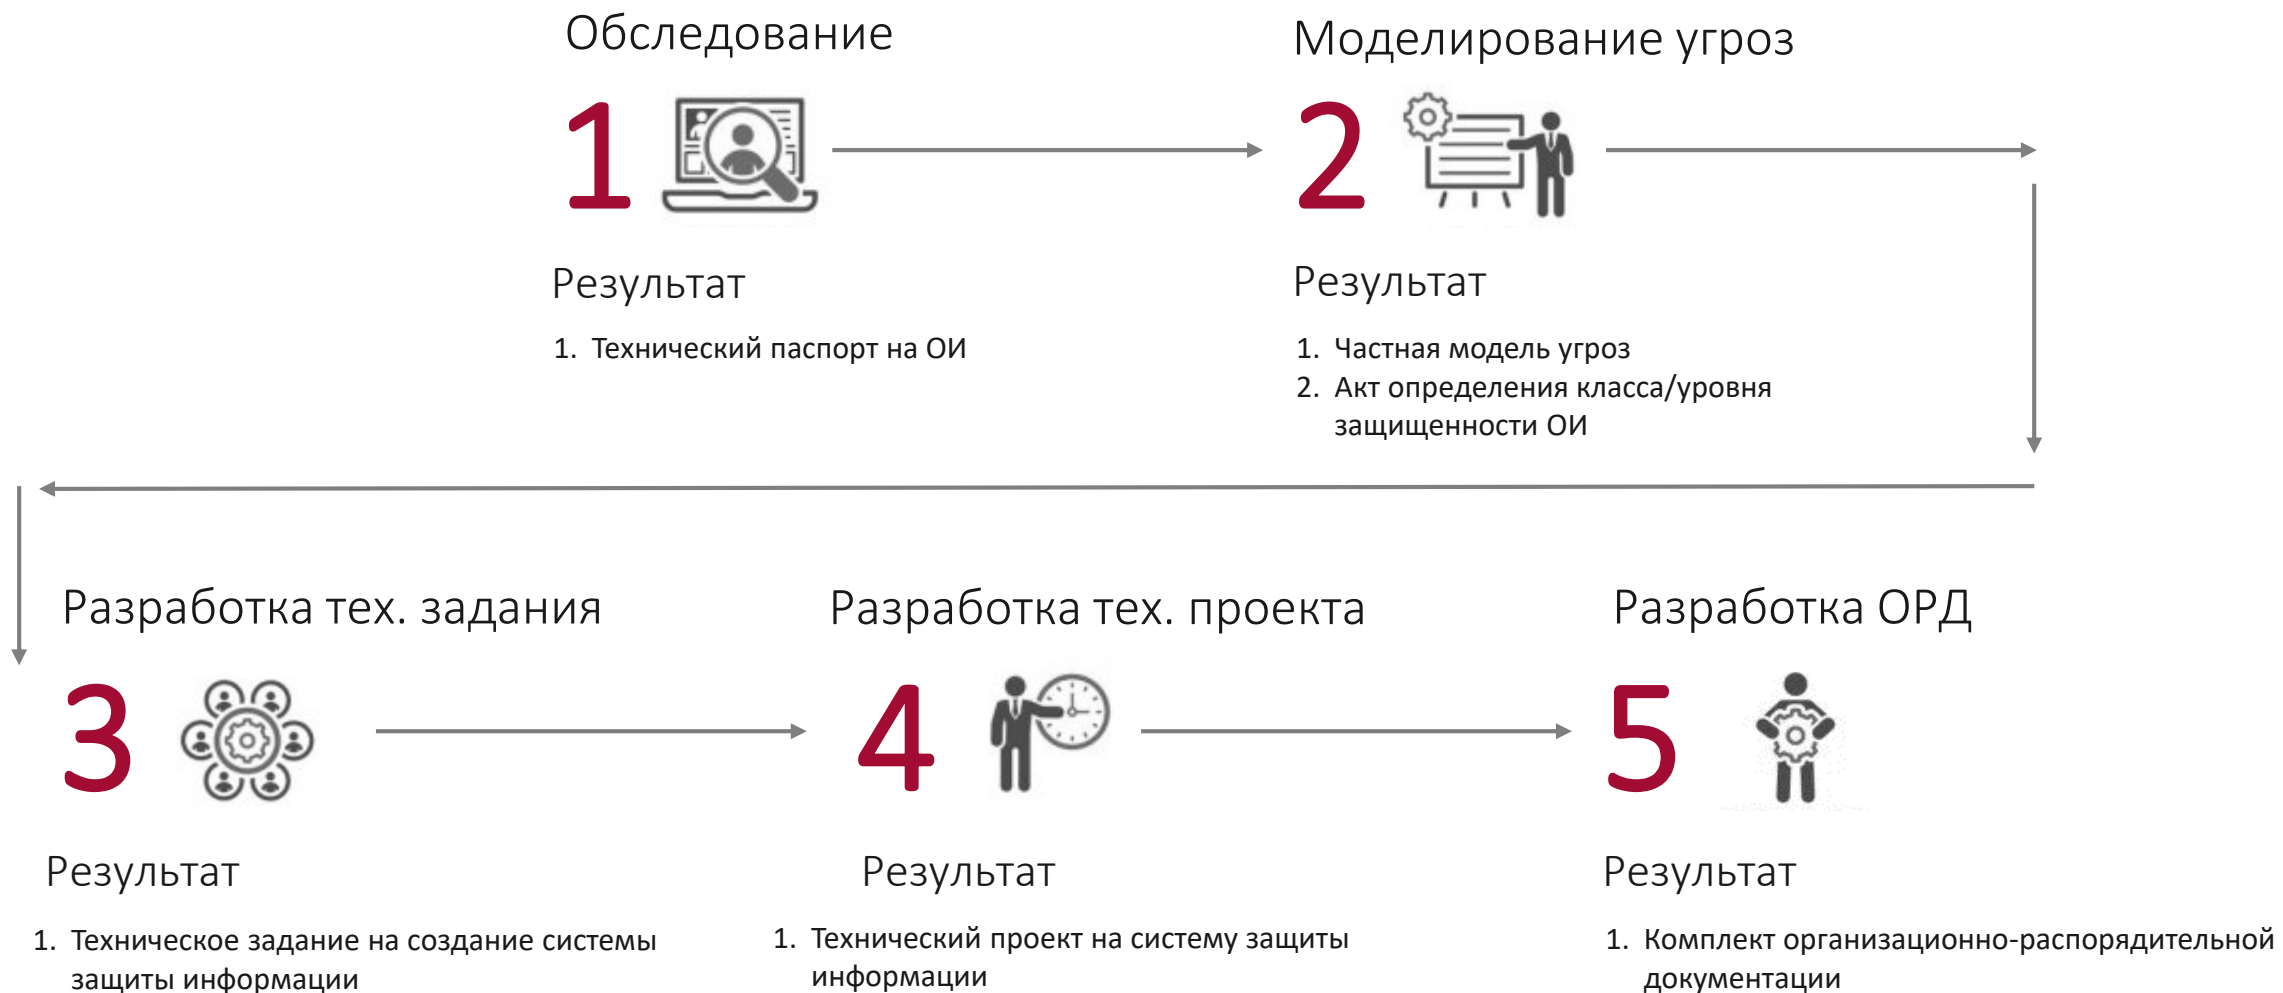 Обследование
Моделирование угроз
1
2
Результат
1. Технический паспорт на ОИ
Результат
1. Частная модель угроз
2. Акт определения класса/уровня
защищенности ОИ
Разработка тех. задания
Разработка тех. проекта
Разработка ОРД
3
4
5
Результат
1. Техническое задание на создание системы
защиты информации
Результат
1. Технический проект на систему защиты
информации
Результат
1. Комплект организационно-распорядительной
документации